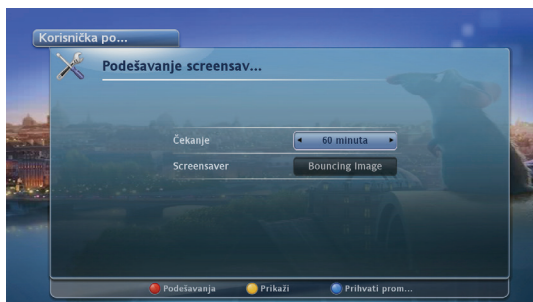 Korisnička po...
Podešavanje screensav...
Čekanje
60 minuta
Screensaver
Bouncing Image
Podešavanja
Prikaži
Prihvati prom...